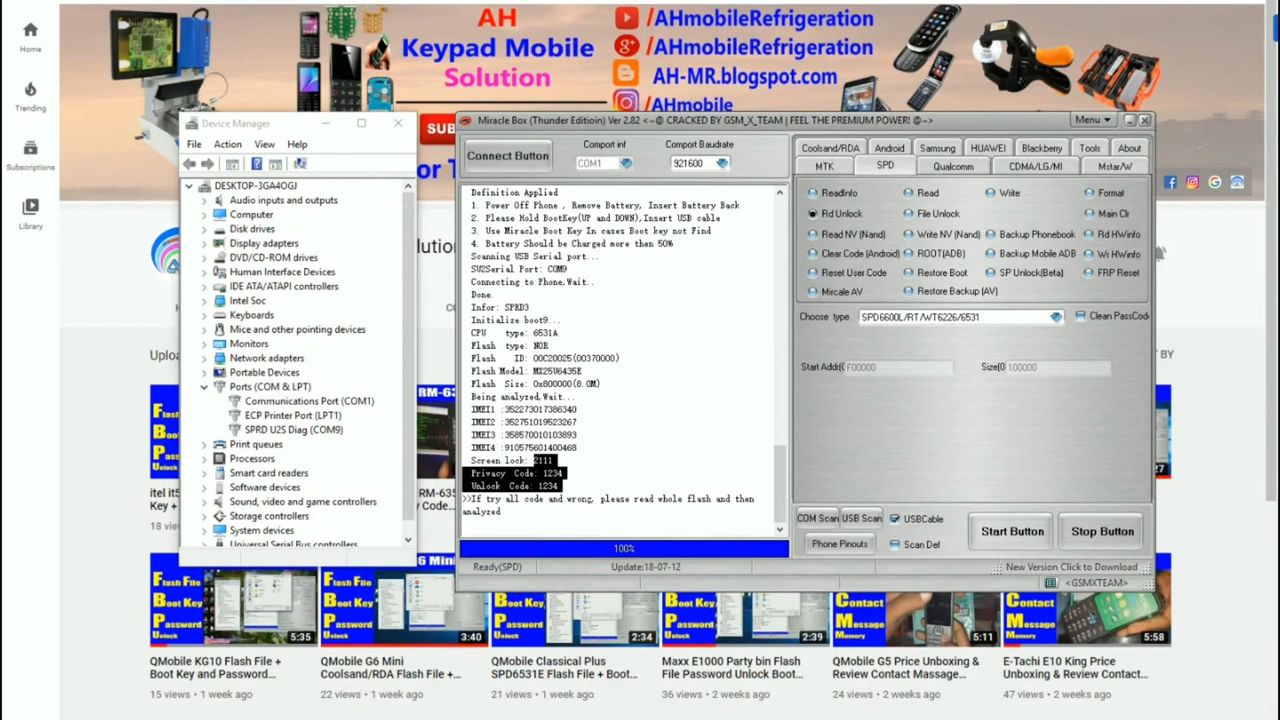 AH
Keypad Mobile
Solution
/AHmobileRefrigeration
/AHmobileRefrigeration
AH-MR.blogspot.com
/AHmobile
Home
Trending
Subscriptions
Library
Device Manager
File Action View Help
DESKTOP-3GA4OGJ
Audio inputs and outputs
Computer
Disk drives
Display adapters
DVD/CD-ROM drives
Human Interface Devices
IDE ATA/ATAPI controllers
Intel Soc
Keyboards
Mice and other pointing devices
Monitors
Network adapters
Portable Devices
Ports (COM & LPT)
Communications Port (COM1)
ECP Printer Port (LPT1)
SPRD U2S Diag (COM9)
Print queues
Processors
Smart card readers
Software devices
Sound, video and game controllers
Storage controllers
System devices
Universal Serial Bus controllers
Miracle Box (Thunder Editioin) Ver 2.82 <~@ CRACKED BY GSM_X_TEAM | FEEL THE PREMIUM POWER! @~>
Menu
Connect Button
Comport inf
COM1
Comport Baudrate
921600
Definition Applied
1. Power Off Phone , Remove Battery, Insert Battery Back
2. Please Hold BootKey(UP and DOWN),Insert USB cable
3. Use Miracle Boot Key In cases Boot key not Find
4. Battery Should be Charged more then 50%
Scanning USB Serial port...
SU2Serial Port: COM9
Connecting to Phone,Wait..
Done.
Infor: SPRD3
Initialize boot9...
CPU type: 6531A
Flash type: NOR
Flash ID: 00C20025(00370000)
Flash Model: MX25U6435E
Flash Size: 0x800000(8.0M)
Being analyzed,Wait...
IMEI1 :352273017386340
IMEI2 :352751019523267
IMEI3 :358570010103893
IMEI4 :910575601400468
Screen lock: 2111
Privacy Code: 1234
Unlock Code: 1234
>>If try all code and wrong, please read whole flash and then
analyzed
100%
Ready(SPD) Update:18-07-12
New Version Click to Download
<GSMXTEAM>
Coolsand/RDA Android Samsung HUAWEI Blackberry Tools About
MTK SPD Qualcomm CDMA/LG/MI Mstar/W
ReadInfo Read Write Format
Rd Unlock File Unlock Main Clr
Read NV (Nand) Write NV (Nand) Backup Phonebook Rd HWinfo
Clear Code (Android) ROOT(ADB) Backup Mobile ADB Wr HWinfo
Reset User Code Restore Boot SP Unlock(Beta) FRP Reset
Mircale AV Restore Backup (AV)
Choose type SPD6600L/RT/WT6226/6531 Clean PassCod
Start Addr(0 F00000 Size(0 100000
COM Scan USB Scan USBCable
Phone Pinouts Scan Def
Start Button Stop Button
5:35
3:40
2:34
2:39
5:11
5:58
QMobile KG10 Flash File +
Boot Key and Password...
15 views • 1 week ago
QMobile G6 Mini
Coolsand/RDA Flash File +...
22 views • 1 week ago
QMobile Classical Plus
SPD6531E Flash File + Boot...
21 views • 1 week ago
Maxx E1000 Party bin Flash
File Password Unlock Boot...
36 views • 2 weeks ago
QMobile G5 Price Unboxing &
Review Contact Massage...
24 views • 2 weeks ago
E-Tachi E10 King Price
Unboxing & Review Contact...
47 views • 2 weeks ago